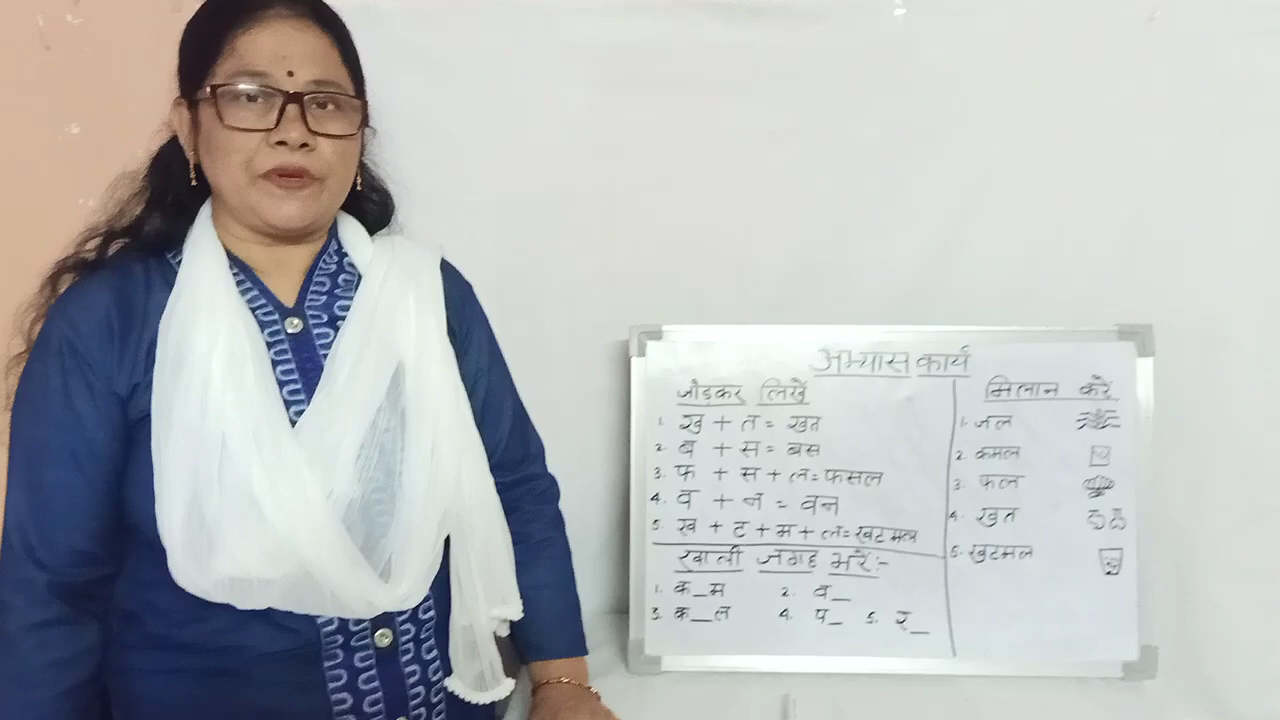 अभ्यास कार्य
जोड़कर लिखें
1. ख + त = खत
2. ब + स = बस
3. फ + स + ल = फसल
4. व + न = वन
5. ख + ट + म + ल = खटमल
खाली जगह भरें :-
1. क_म 2. व_
3. क_ल 4. प_ 5. र_
मिलान करें
1. जल
2. कमल
3. फल
4. खत
5. खटमल